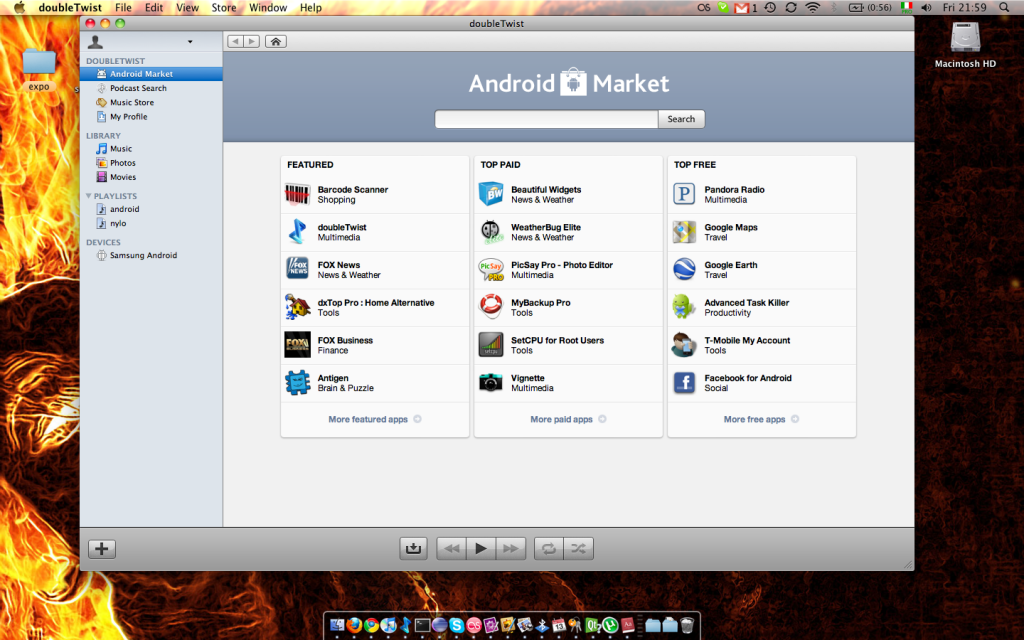 doubleTwist File Edit View Store Window Help
1 (0:56) Fri 21:59
doubleTwist
expo
Macintosh HD
DOUBLETWIST
Android Market
Podcast Search
Music Store
My Profile
LIBRARY
Music
Photos
Movies
PLAYLISTS
android
nylo
DEVICES
Samsung Android
Android Market
Search
FEATURED
Barcode Scanner
Shopping
doubleTwist
Multimedia
FOX News
News & Weather
dxTop Pro : Home Alternative
Tools
FOX Business
Finance
Antigen
Brain & Puzzle
More featured apps
TOP PAID
Beautiful Widgets
News & Weather
WeatherBug Elite
News & Weather
PicSay Pro - Photo Editor
Multimedia
MyBackup Pro
Tools
SetCPU for Root Users
Tools
Vignette
Multimedia
More paid apps
TOP FREE
Pandora Radio
Multimedia
Google Maps
Travel
Google Earth
Travel
Advanced Task Killer
Productivity
T-Mobile My Account
Tools
Facebook for Android
Social
More free apps